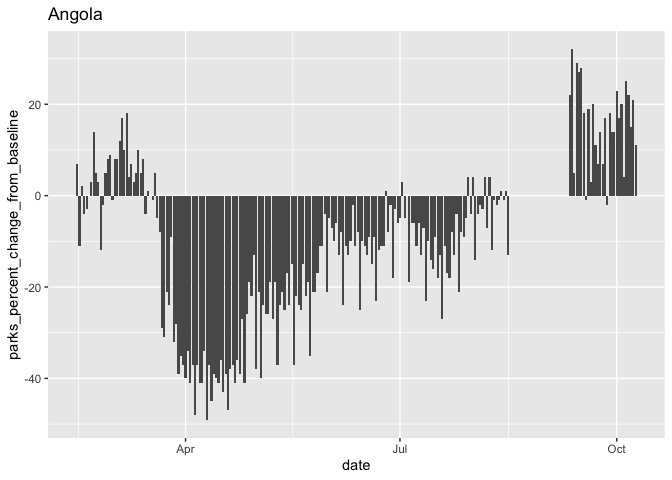 Angola
parks_percent_change_from_baseline
20
0
-20
-40
Apr
Jul
Oct
date